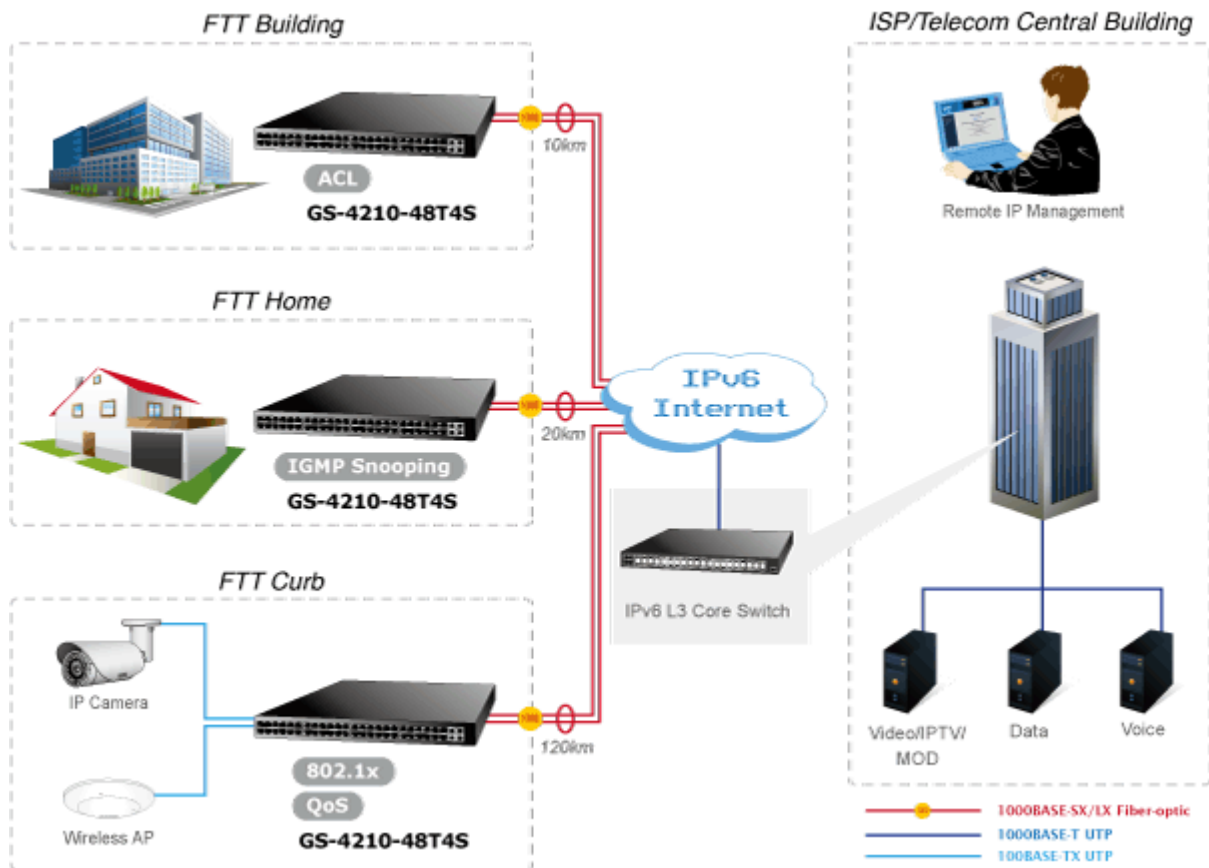 FTT Building
ACL
GS-4210-48T4S
10km
FTT Home
IGMP Snooping
GS-4210-48T4S
20km
FTT Curb
IP Camera
Wireless AP
802.1x
QoS
GS-4210-48T4S
120km
IPv6
Internet
IPv6 L3 Core Switch
ISP/Telecom Central Building
Remote IP Management
Video/IPTV/
MOD
Data
Voice
1000BASE-SX/LX Fiber-optic
1000BASE-T UTP
100BASE-TX UTP